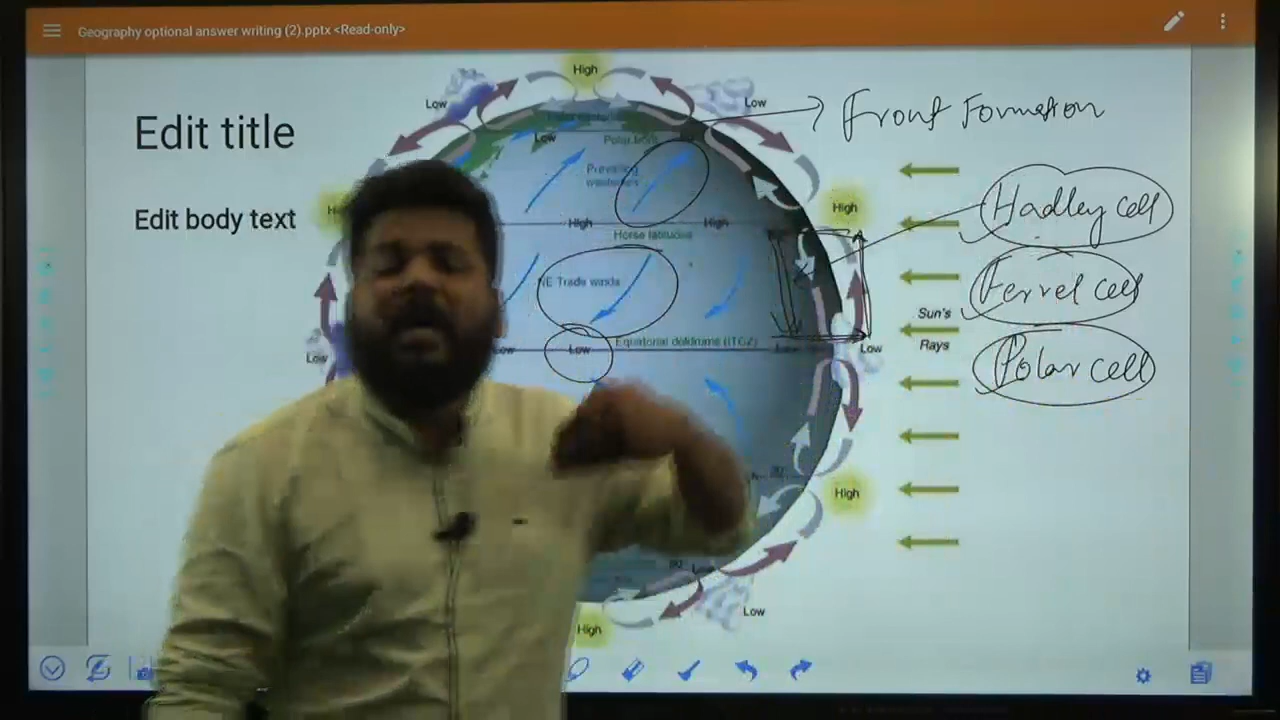 Geography optional answer writing (2).pptx <Read-only>
High
Low
Low
Front Formation
Edit title
Low
Prevailing
westerlies
Hadley cell
High
Edit body text
High
High
Horse latitudes
NE Trade winds
Ferrel cell
Sun's
Rays
Low
Low
Equatorial doldrums (ITCZ)
Low
Low
Polar cell
High
Low
Low
High